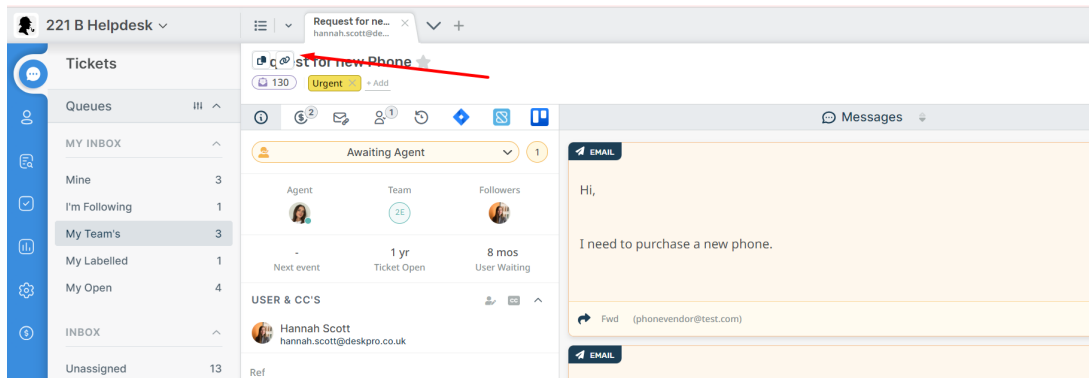 221 B Helpdesk
Request for ne...
hannah.scott@de...
Tickets
Queues
MY INBOX
Mine 3
I'm Following 1
My Team's 3
My Labelled 1
My Open 4
INBOX
Unassigned 13
quest for new Phone
130
Urgent
+ Add
2
1
Awaiting Agent
1
Agent Team Followers
2E
- 1 yr 8 mos
Next event Ticket Open User Waiting
USER & CC'S
CC
Hannah Scott
hannah.scott@deskpro.co.uk
Ref
Messages
EMAIL
Hi,
I need to purchase a new phone.
Fwd (phonevendor@test.com)
EMAIL